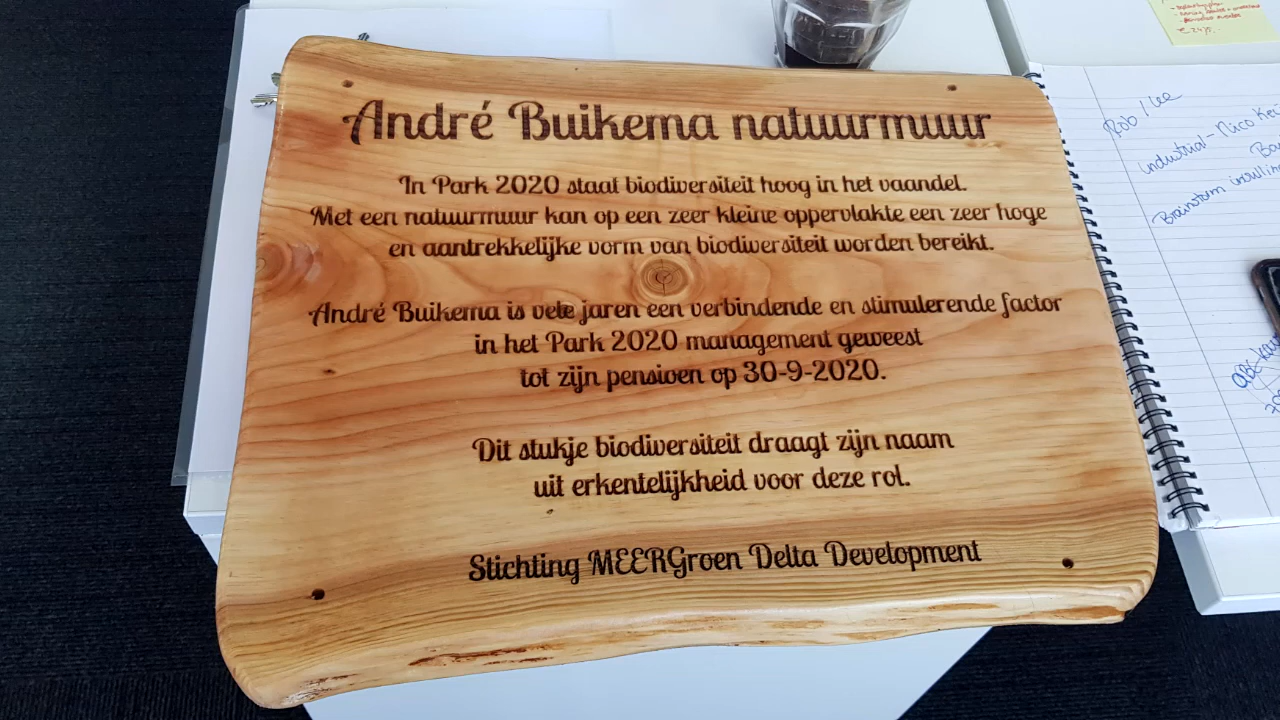 André Buikema natuurmuur
In Park 2020 staat biodiversiteit hoog in het vaandel.
Met een natuurmuur kan op een zeer kleine oppervlakte een zeer hoge
en aantrekkelijke vorm van biodiversiteit worden bereikt.
André Buikema is vele jaren een verbindende en stimulerende factor
in het Park 2020 management geweest
tot zijn pensioen op 30-9-2020.
Dit stukje biodiversiteit draagt zijn naam
uit erkentelijkheid voor deze rol.
Stichting MEERGroen Delta Development
Rob /
Industrial - Nico
Brainstorm